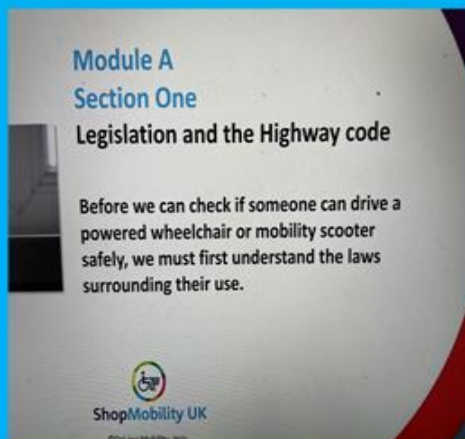 Module A
Section One
Legislation and the Highway code
Before we can check if someone can drive a
powered wheelchair or mobility scooter
safely, we must first understand the laws
surrounding their use.
ShopMobility UK